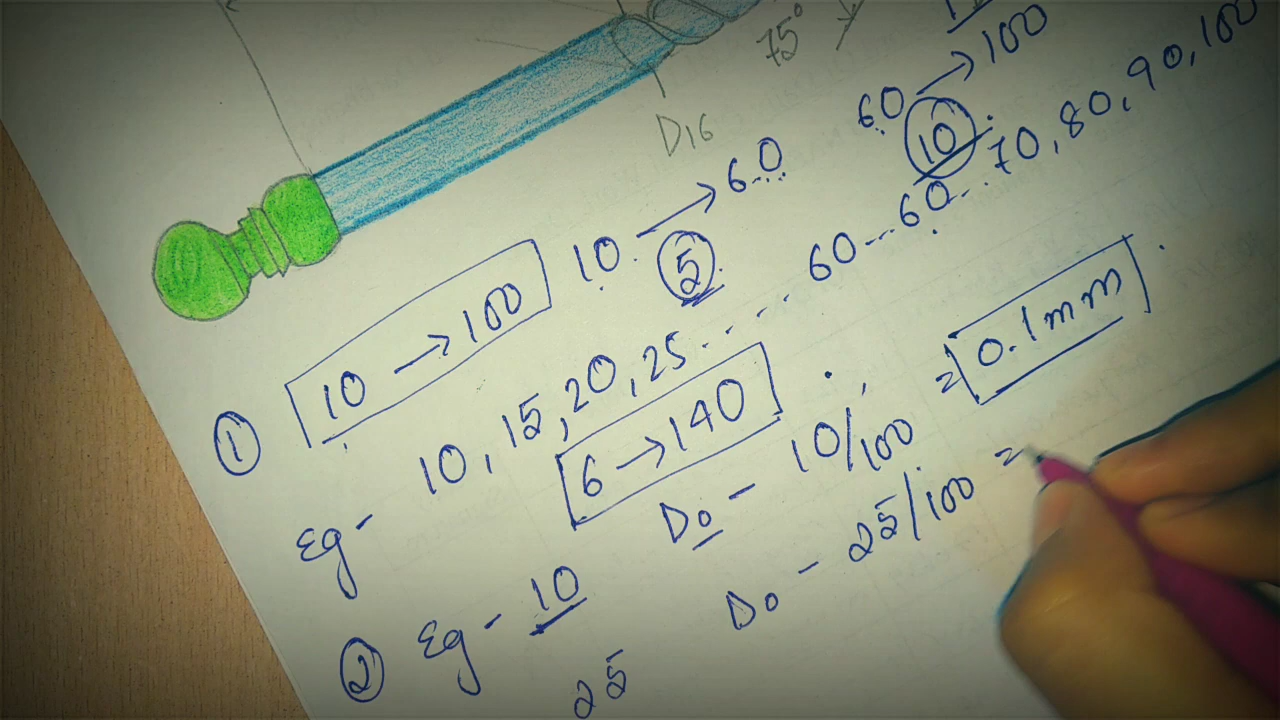 75°
D16
60 → 100
10
① 10 → 100
10 → 60
5
Eg - 10, 15, 20, 25 ..... 60 ... 60 ... 70, 80, 90, 100
6 → 140
② Eg - 10
Do - 10/100 = 0.1mm
25
Do - 25/100 =